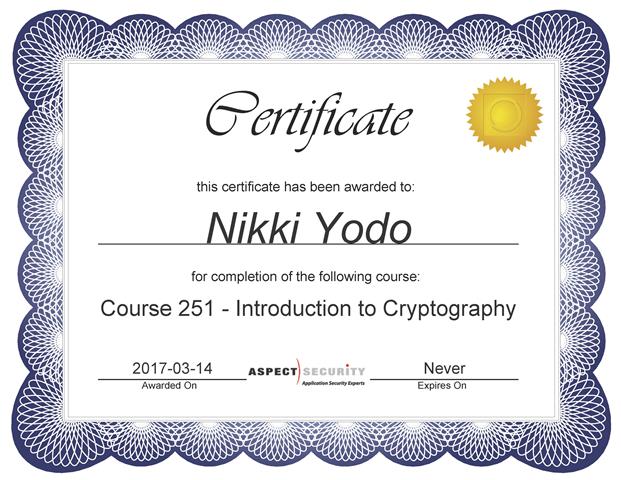 Certificate
this certificate has been awarded to:
Nikki Yodo
for completion of the following course:
Course 251 - Introduction to Cryptography
2017-03-14 ASPECT SECURITY Never
Awarded On Application Security Experts Expires On